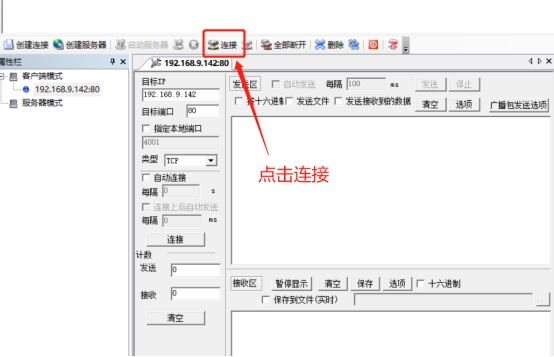 创建连接 创建服务器 启动服务器 连接 全部断开 删除
属性栏
客户端模式
192.168.9.142:80
服务器模式
192.168.9.142:80
目标IP
192.168.9.142
目标端口 80
指定本地端口
4001
类型 TCP
自动连接
每隔 0 s
连接上后自动发送
每隔 0 ms
连接
计数
发送 0
接收 0
清空
发送区 自动发送 每隔 100 ms 发送 停止
按十六进制 发送文件 发送接收到的数据 清空 选项 广播包发送选项
点击连接
接收区 暂停显示 清空 保存 选项 十六进制
保存到文件(实时)